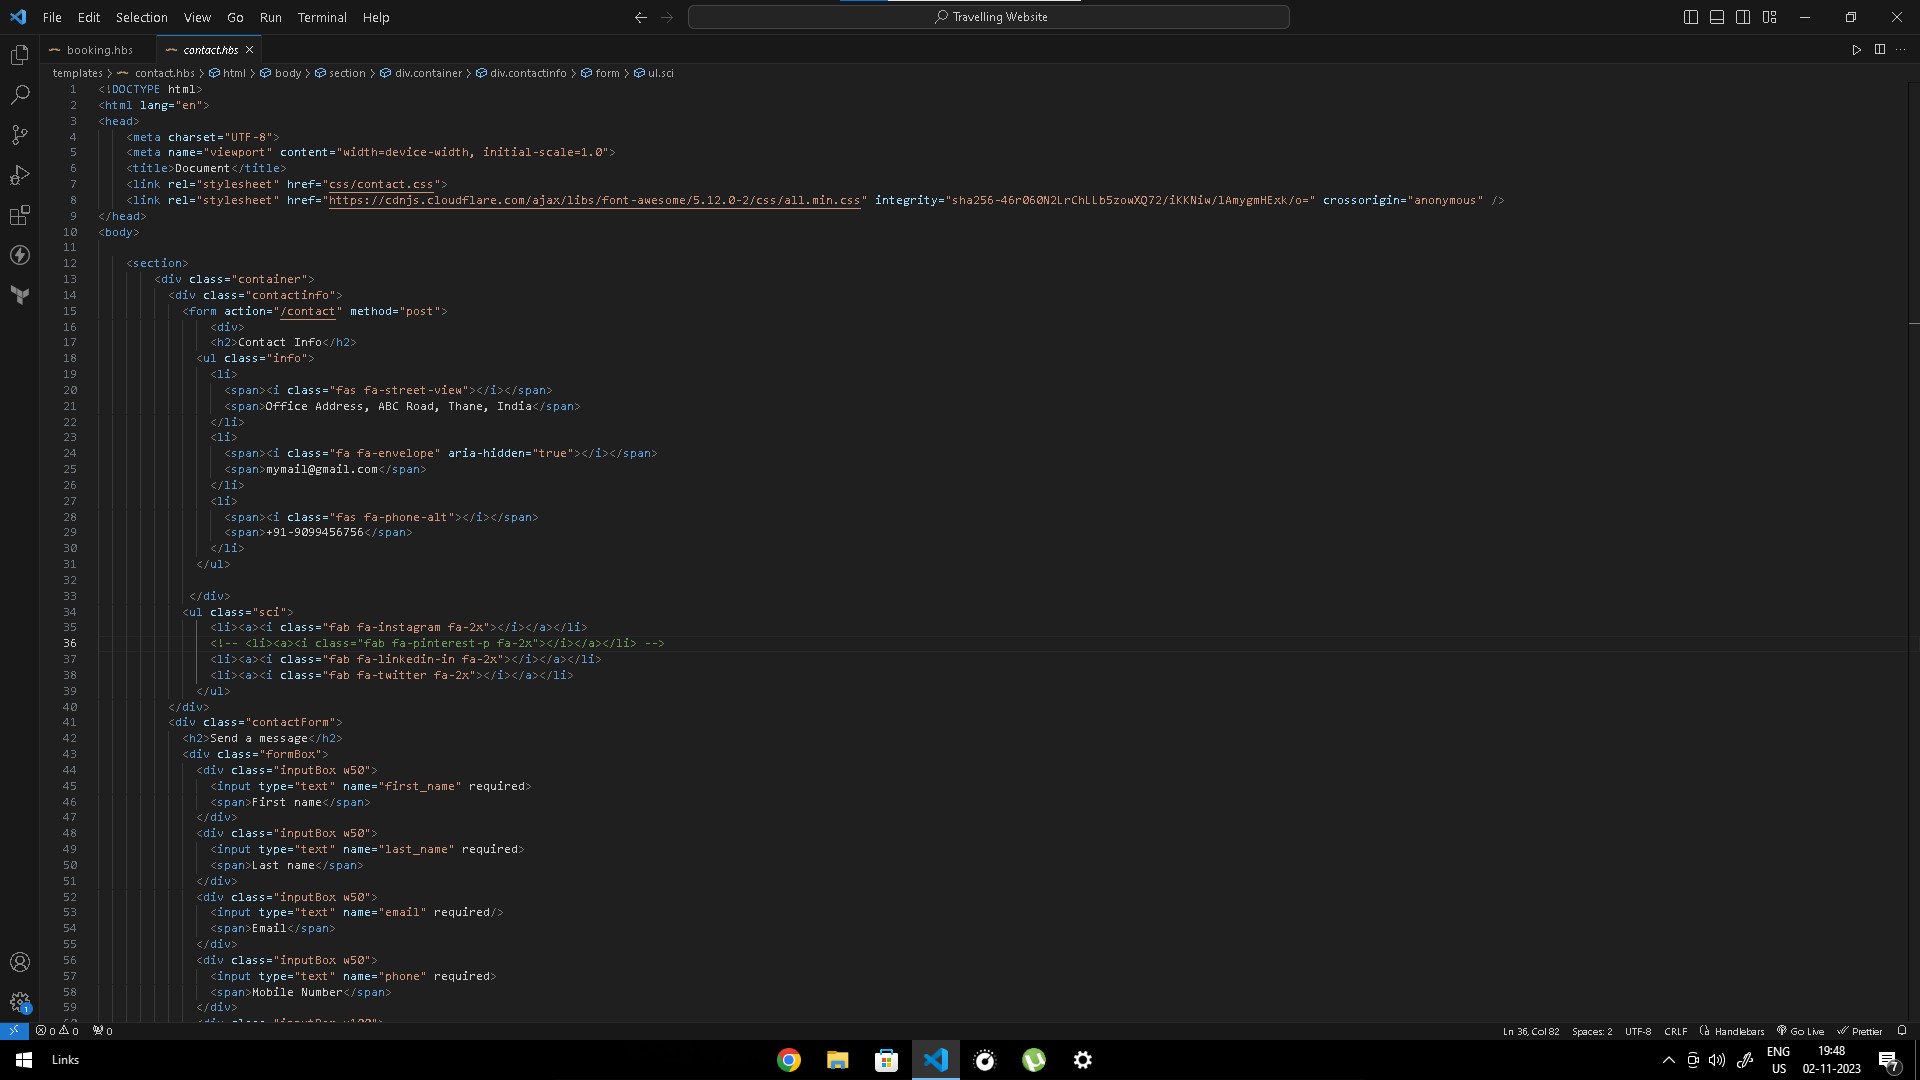 File Edit Selection View Go Run Terminal Help
Travelling Website
booking.hbs
contact.hbs
templates > contact.hbs > html > body > section > div.container > div.contactinfo > form > ul.sci
1 <!DOCTYPE html>
2 <html lang="en">
3 <head>
4 <meta charset="UTF-8">
5 <meta name="viewport" content="width=device-width, initial-scale=1.0">
6 <title>Document</title>
7 <link rel="stylesheet" href="css/contact.css">
8 <link rel="stylesheet" href="https://cdnjs.cloudflare.com/ajax/libs/font-awesome/5.12.0-2/css/all.min.css" integrity="sha256-46r060N2LrChLLb5zowXQ72/iKKNiw/lAmygmHExk/o=" crossorigin="anonymous" />
9 </head>
10 <body>
11
12 <section>
13 <div class="container">
14 <div class="contactinfo">
15 <form action="/contact" method="post">
16 <div>
17 <h2>Contact Info</h2>
18 <ul class="info">
19 <li>
20 <span><i class="fas fa-street-view"></i></span>
21 <span>Office Address, ABC Road, Thane, India</span>
22 </li>
23 <li>
24 <span><i class="fa fa-envelope" aria-hidden="true"></i></span>
25 <span>mymail@gmail.com</span>
26 </li>
27 <li>
28 <span><i class="fas fa-phone-alt"></i></span>
29 <span>+91-9099456756</span>
30 </li>
31 </ul>
32
33 </div>
34 <ul class="sci">
35 <li><a><i class="fab fa-instagram fa-2x"></i></a></li>
36 <!-- <li><a><i class="fab fa-pinterest-p fa-2x"></i></a></li> -->
37 <li><a><i class="fab fa-linkedin-in fa-2x"></i></a></li>
38 <li><a><i class="fab fa-twitter fa-2x"></i></a></li>
39 </ul>
40 </div>
41 <div class="contactForm">
42 <h2>Send a message</h2>
43 <div class="formBox">
44 <div class="inputBox w50">
45 <input type="text" name="first_name" required>
46 <span>First name</span>
47 </div>
48 <div class="inputBox w50">
49 <input type="text" name="last_name" required>
50 <span>Last name</span>
51 </div>
52 <div class="inputBox w50">
53 <input type="text" name="email" required/>
54 <span>Email</span>
55 </div>
56 <div class="inputBox w50">
57 <input type="text" name="phone" required>
58 <span>Mobile Number</span>
59 </div>
1
0 0 0 Ln 36, Col 82 Spaces: 2 UTF-8 CRLF Handlebars Go Live Prettier
Links ENG US 19:48 02-11-2023 7